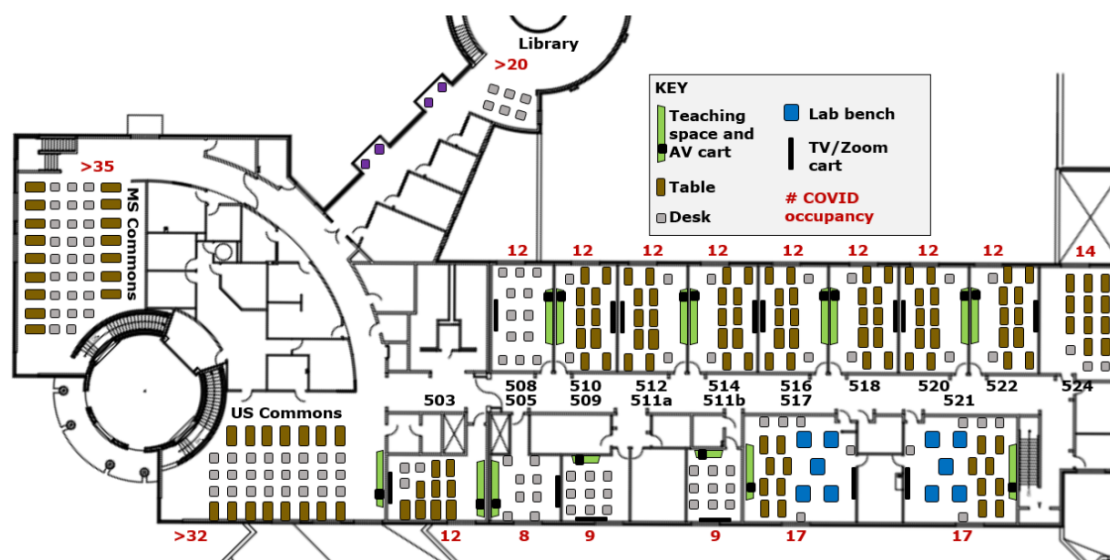 Library
>20
KEY
Teaching
space and
AV cart
Lab bench
TV/Zoom
cart
Table
Desk
# COVID
occupancy
>35
MS Commons
12 12 12 12 12 12 12 12 14
508 510 512 514 516 518 520 522 524
503 505 509 511a 511b 517 521
US Commons
>32 12 8 9 9 17 17